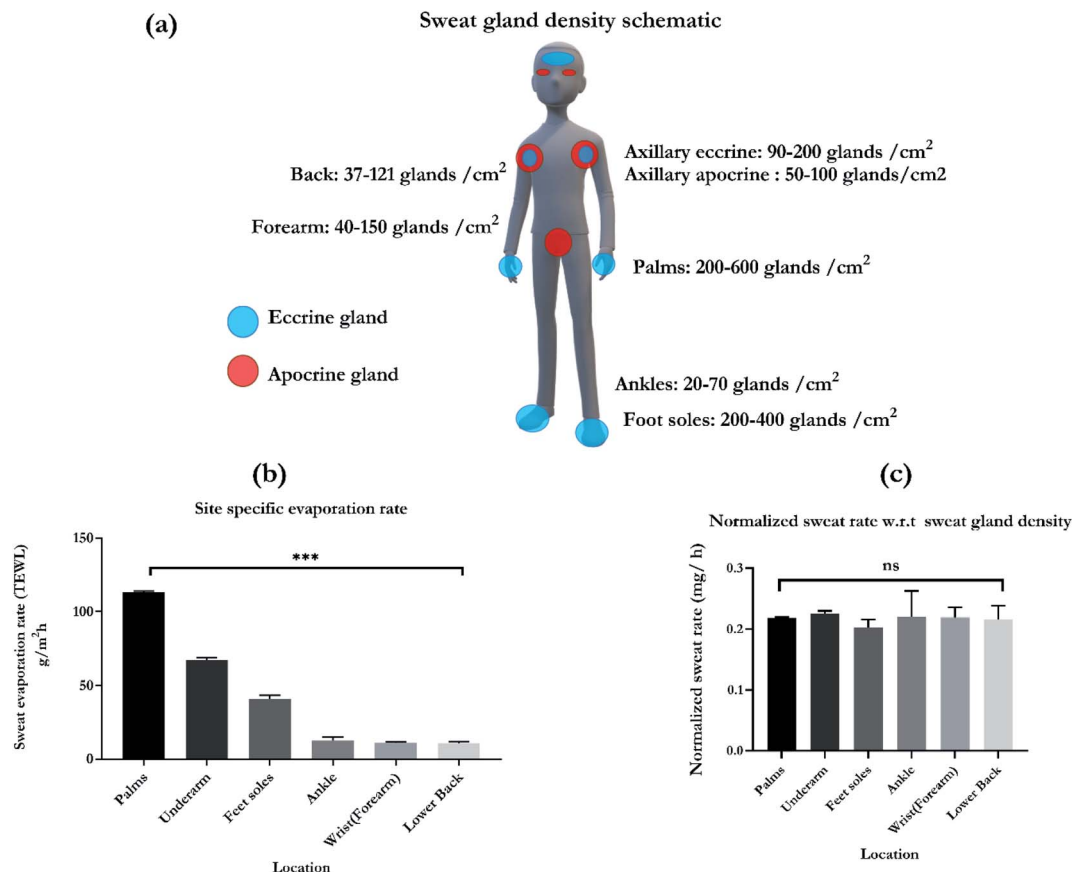 (a)
Sweat gland density schematic
Axillary eccrine: 90-200 glands /cm²
Back: 37-121 glands /cm²
Axillary apocrine : 50-100 glands/cm2
Forearm: 40-150 glands /cm²
Palms: 200-600 glands /cm²
Eccrine gland
Apocrine gland
Ankles: 20-70 glands /cm²
Foot soles: 200-400 glands /cm²
(b)
Site specific evaporation rate
Sweat evaporation rate (TEWL)
g/m²h
150
100
50
0
***
Palms
Underarm
Feet soles
Ankle
Wrist(Forearm)
Lower Back
Location
(c)
Normalized sweat rate w.r.t sweat gland density
Normalized sweat rate (mg/ h)
0.3
0.2
0.1
0.0
ns
Palms
Underarm
Feet soles
Ankle
Wrist(Forearm)
Lower Back
Location